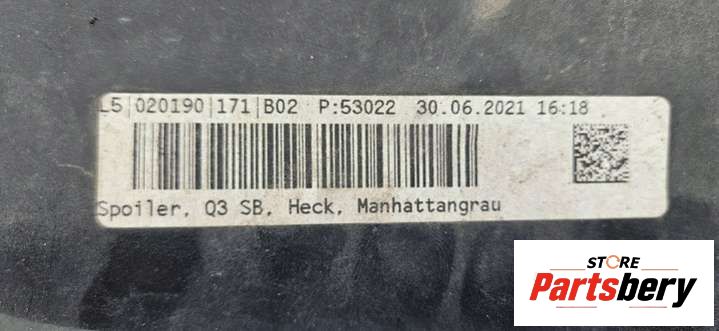 L5|020190|171|B02 P:53022 30.06.2021 16:18
Spoiler, Q3 SB, Heck, Manhattangrau
STORE
Partsbery